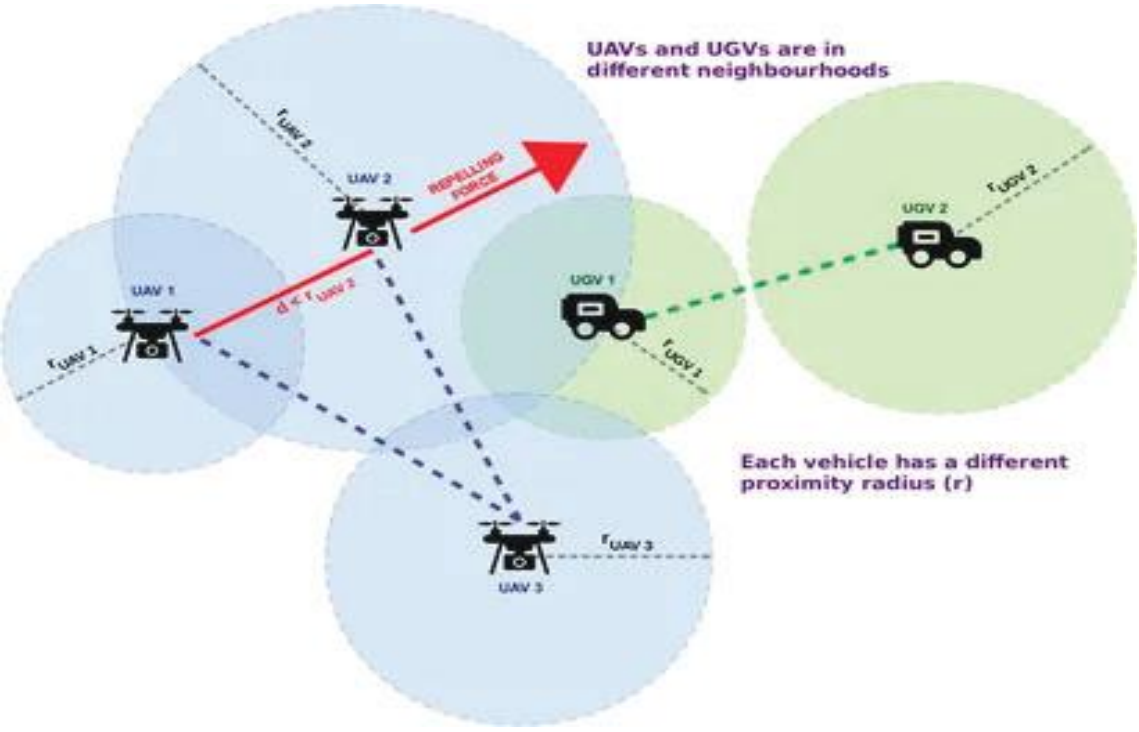 UAVs and UGVs are in
different neighbourhoods
r UAV 2
UAV 2
REPELLING
FORCE
r UGV 2
UGV 2
UAV 1
d < r UAV 2
UGV 1
r UAV 1
r UGV 1
Each vehicle has a different
proximity radius (r)
r UAV 3
UAV 3